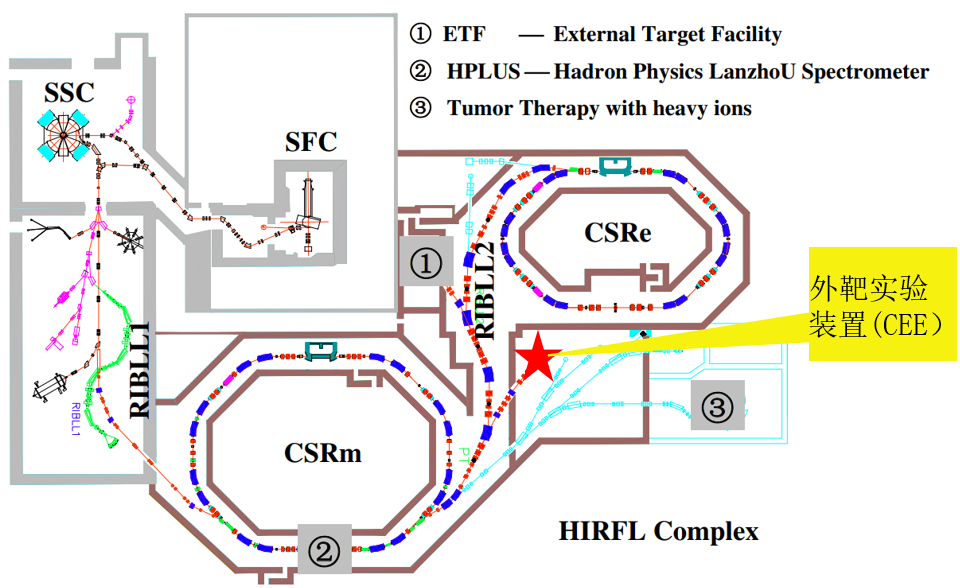 ① ETF — External Target Facility
② HPLUS — Hadron Physics LanzhoU Spectrometer
③ Tumor Therapy with heavy ions
SSC
SFC
CSRe
①
RIBLL2
外靶实验
装置(CEE)
RIBLL1
RIBLL1
③
CSRm
PT
②
HIRFL Complex